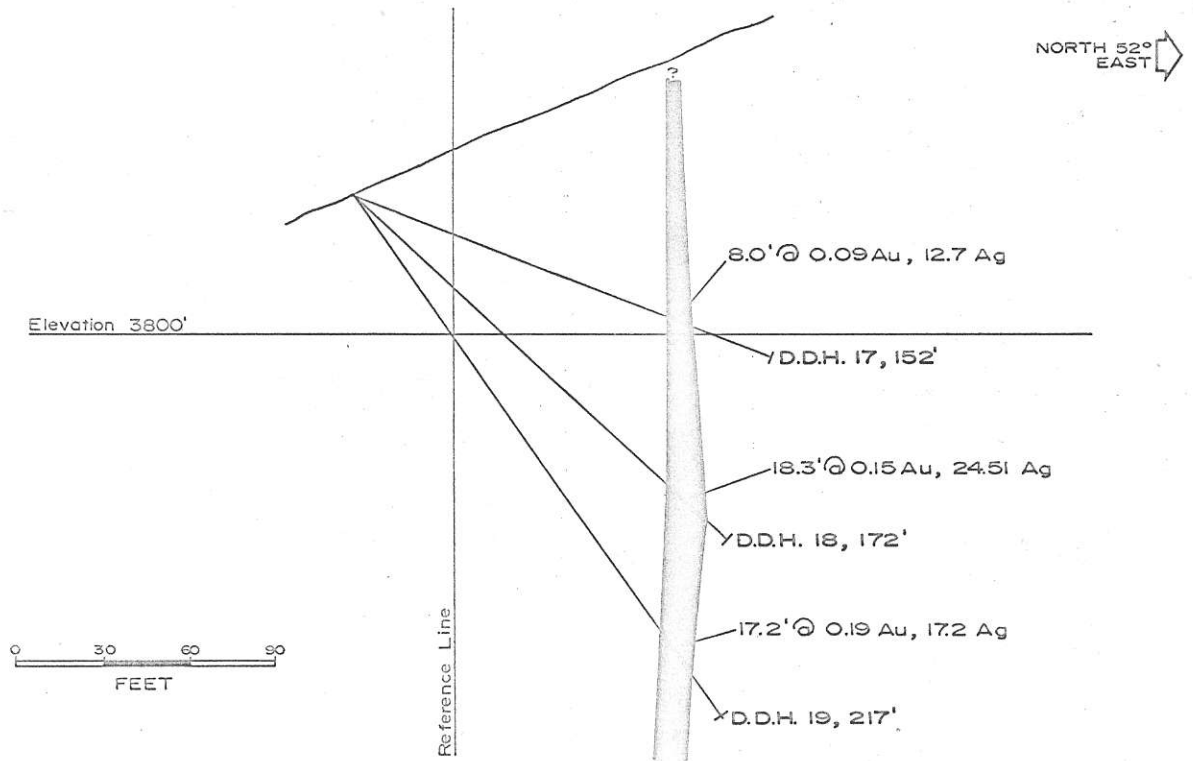 NORTH 52°
EAST
?
8.0' @ 0.09 Au, 12.7 Ag
Elevation 3800'
D.D.H. 17, 152'
18.3' @ 0.15 Au, 24.51 Ag
D.D.H. 18, 172'
17.2' @ 0.19 Au, 17.2 Ag
0 30 60 90
FEET
D.D.H. 19, 217'
Reference Line